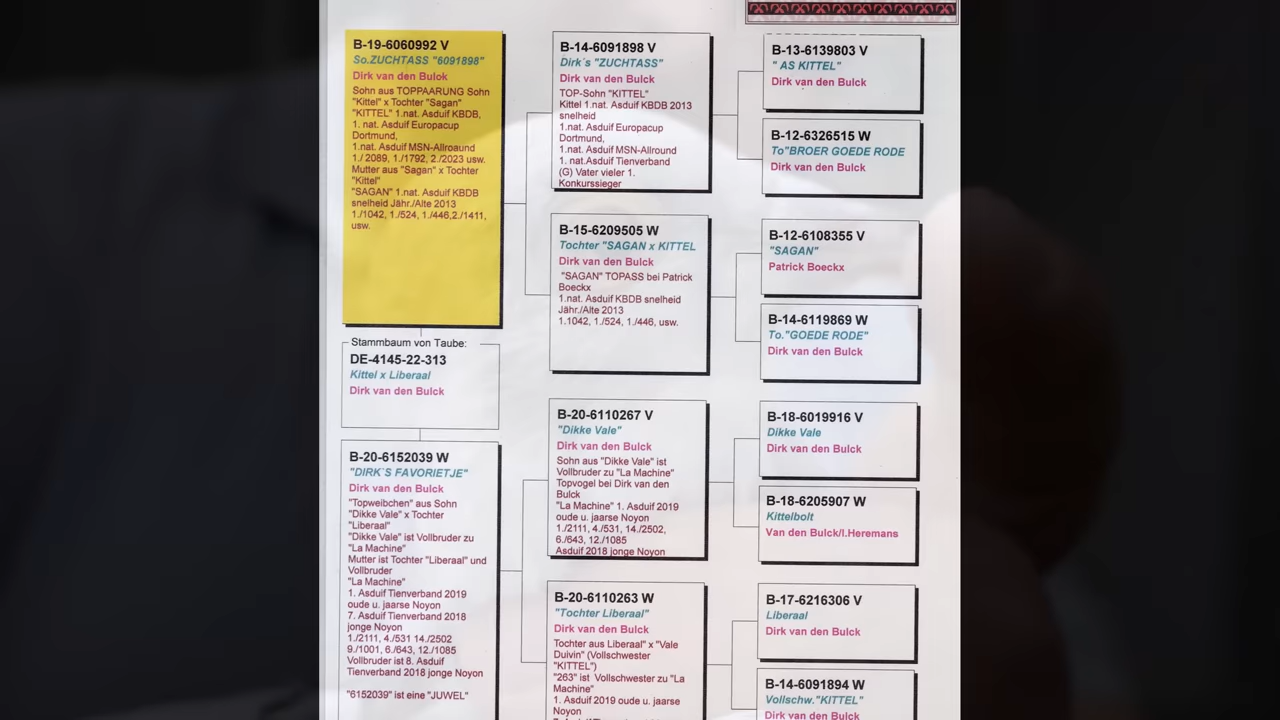 B-19-6060992 V
So.ZUCHTASS "6091898"
Dirk van den Bulok
Sohn aus TOPPAARUNG Sohn
"Kittel" x Tochter "Sagan"
"KITTEL" 1.nat. Asduif KBDB,
1. nat. Asduif Europacup
Dortmund,
1.nat. Asduif MSN-Allroaund
1./ 2089, 1./1792, 2./2023 usw.
Mutter aus "Sagan" x Tochter
"Kittel"
"SAGAN" 1.nat. Asduif KBDB
snelheid Jähr./Alte 2013
1./1042, 1./524, 1./446,2./1411,
usw.
Stammbaum von Taube:
DE-4145-22-313
Kittel x Liberaal
Dirk van den Bulck
B-20-6152039 W
"DIRK´S FAVORIETJE"
Dirk van den Bulck
"Topweibchen" aus Sohn
"Dikke Vale" x Tochter
"Liberaal"
"Dikke Vale" ist Vollbruder zu
"La Machine"
Mutter ist Tochter "Liberaal" und
Vollbruder
"La Machine"
1. Asduif Tienverband 2019
oude u. jaarse Noyon
7. Asduif Tienverband 2018
jonge Noyon
1./2111, 4./531 14./2502
9./1001, 6./643, 12./1085
Vollbruder ist 8. Asduif
Tienverband 2018 jonge Noyon
"6152039" ist eine "JUWEL"
B-14-6091898 V
Dirk´s "ZUCHTASS"
Dirk van den Bulck
TOP-Sohn "KITTEL"
Kittel 1.nat. Asduif KBDB 2013
snelheid
1.nat. Asduif Europacup
Dortmund,
1.nat. Asduif MSN-Allround
1. nat.Asduif Tienverband
(G) Vater vieler 1.
Konkurssieger
B-15-6209505 W
Tochter "SAGAN x KITTEL
Dirk van den Bulck
"SAGAN" TOPASS bei Patrick
Boeckx
1.nat. Asduif KBDB snelheid
Jähr./Alte 2013
1.1042, 1./524, 1./446, usw.
B-20-6110267 V
"Dikke Vale"
Dirk van den Bulck
Sohn aus "Dikke Vale" ist
Vollbruder zu "La Machine"
Topvogel bei Dirk van den
Bulck
"La Machine" 1. Asduif 2019
oude u. jaarse Noyon
1./2111, 4./531, 14./2502,
6./643, 12./1085
Asduif 2018 jonge Noyon
B-20-6110263 W
"Tochter Liberaal"
Dirk van den Bulck
Tochter aus Liberaal" x "Vale
Duivin" (Vollschwester
"KITTEL")
"263" ist Vollschwester zu "La
Machine"
1. Asduif 2019 oude u. jaarse
Noyon
B-13-6139803 V
" AS KITTEL"
Dirk van den Bulck
B-12-6326515 W
To"BROER GOEDE RODE
Dirk van den Bulck
B-12-6108355 V
"SAGAN"
Patrick Boeckx
B-14-6119869 W
To."GOEDE RODE"
Dirk van den Bulck
B-18-6019916 V
Dikke Vale
Dirk van den Bulck
B-18-6205907 W
Kittelbolt
Van den Bulck/l.Heremans
B-17-6216306 V
Liberaal
Dirk van den Bulck
B-14-6091894 W
Vollschw."KITTEL"
Dirk van den Bulck